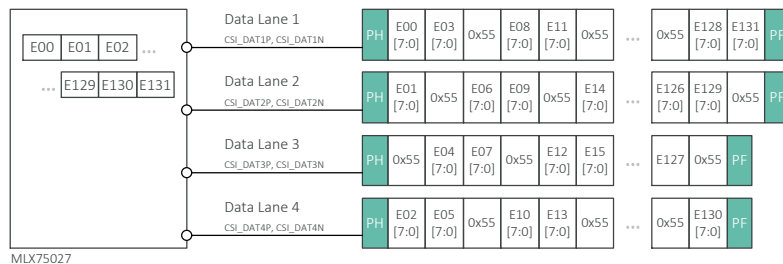 Data Lane 1
CSI_DAT1P, CSI_DAT1N
PH E00 [7:0] E03 [7:0] 0x55 E08 [7:0] E11 [7:0] 0x55 ... 0x55 E128 [7:0] E131 [7:0] PF
E00 E01 E02 ...
... E129 E130 E131
Data Lane 2
CSI_DAT2P, CSI_DAT2N
PH E01 [7:0] 0x55 E06 [7:0] E09 [7:0] 0x55 E14 [7:0] ... E126 [7:0] E129 [7:0] 0x55 PF
Data Lane 3
CSI_DAT3P, CSI_DAT3N
PH 0x55 E04 [7:0] E07 [7:0] 0x55 E12 [7:0] E15 [7:0] ... E127 0x55 PF
Data Lane 4
CSI_DAT4P, CSI_DAT4N
PH E02 [7:0] E05 [7:0] 0x55 E10 [7:0] E13 [7:0] 0x55 ... 0x55 E130 [7:0] PF
MLX75027